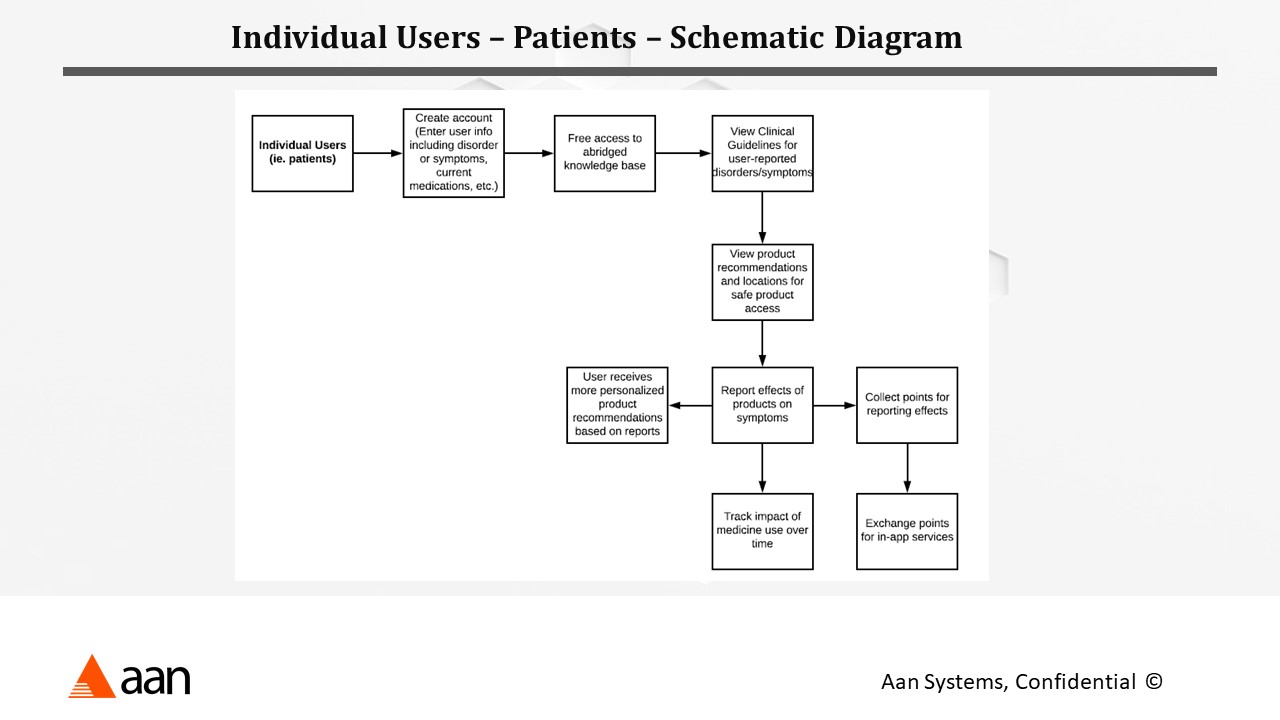 Individual Users – Patients – Schematic Diagram
Individual Users
(ie. patients)
Create account
(Enter user info
including disorder
or symptoms,
current
medications, etc.)
Free access to
abridged
knowledge base
View Clinical
Guidelines for
user-reported
disorders/symptoms
View product
recommendations
and locations for
safe product
access
User receives
more personalized
product
recommendations
based on reports
Report effects of
products on
symptoms
Collect points for
reporting effects
Track impact of
medicine use over
time
Exchange points
for in-app services
aan
Aan Systems, Confidential ©